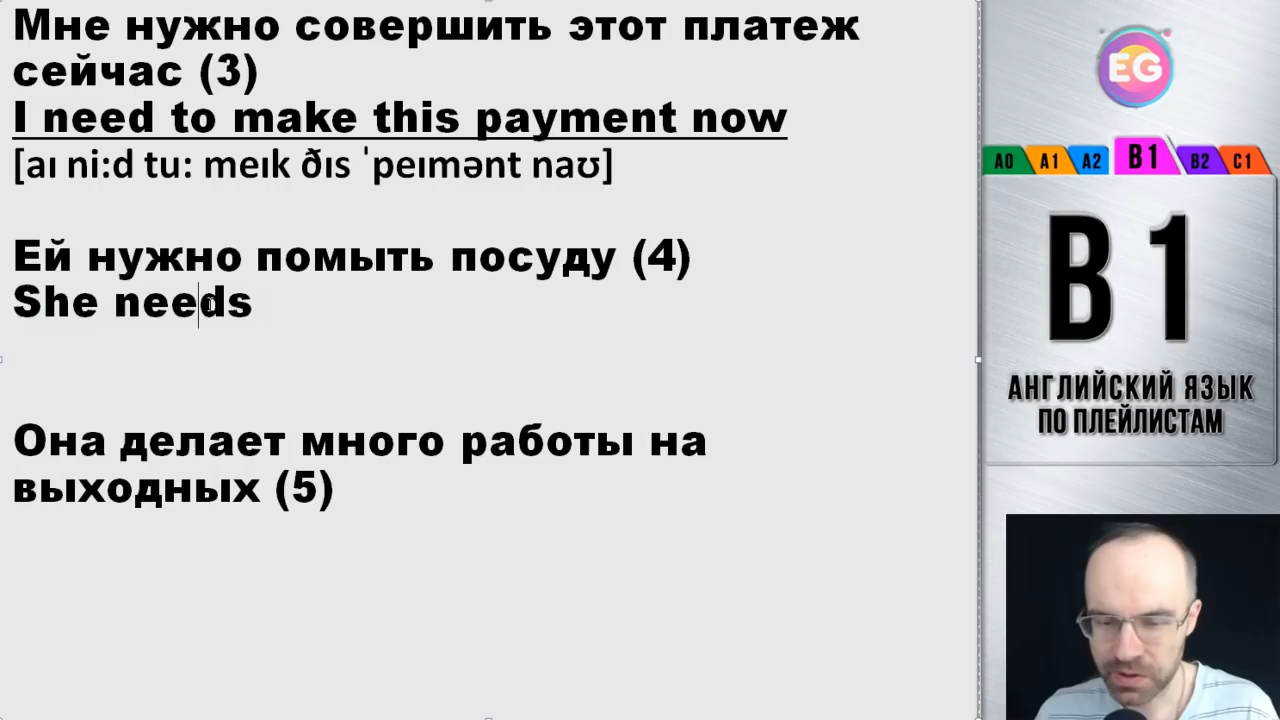 Мне нужно совершить этот платеж
сейчас (3)
I need to make this payment now
[aɪ ni:d tu: meɪk ðɪs ˈpeɪmənt naʊ]
Ей нужно помыть посуду (4)
She needs
Она делает много работы на
выходных (5)
EG
A0 A1 A2 B1 B2 C1
B1
АНГЛИЙСКИЙ ЯЗЫК
ПО ПЛЕЙЛИСТАМ